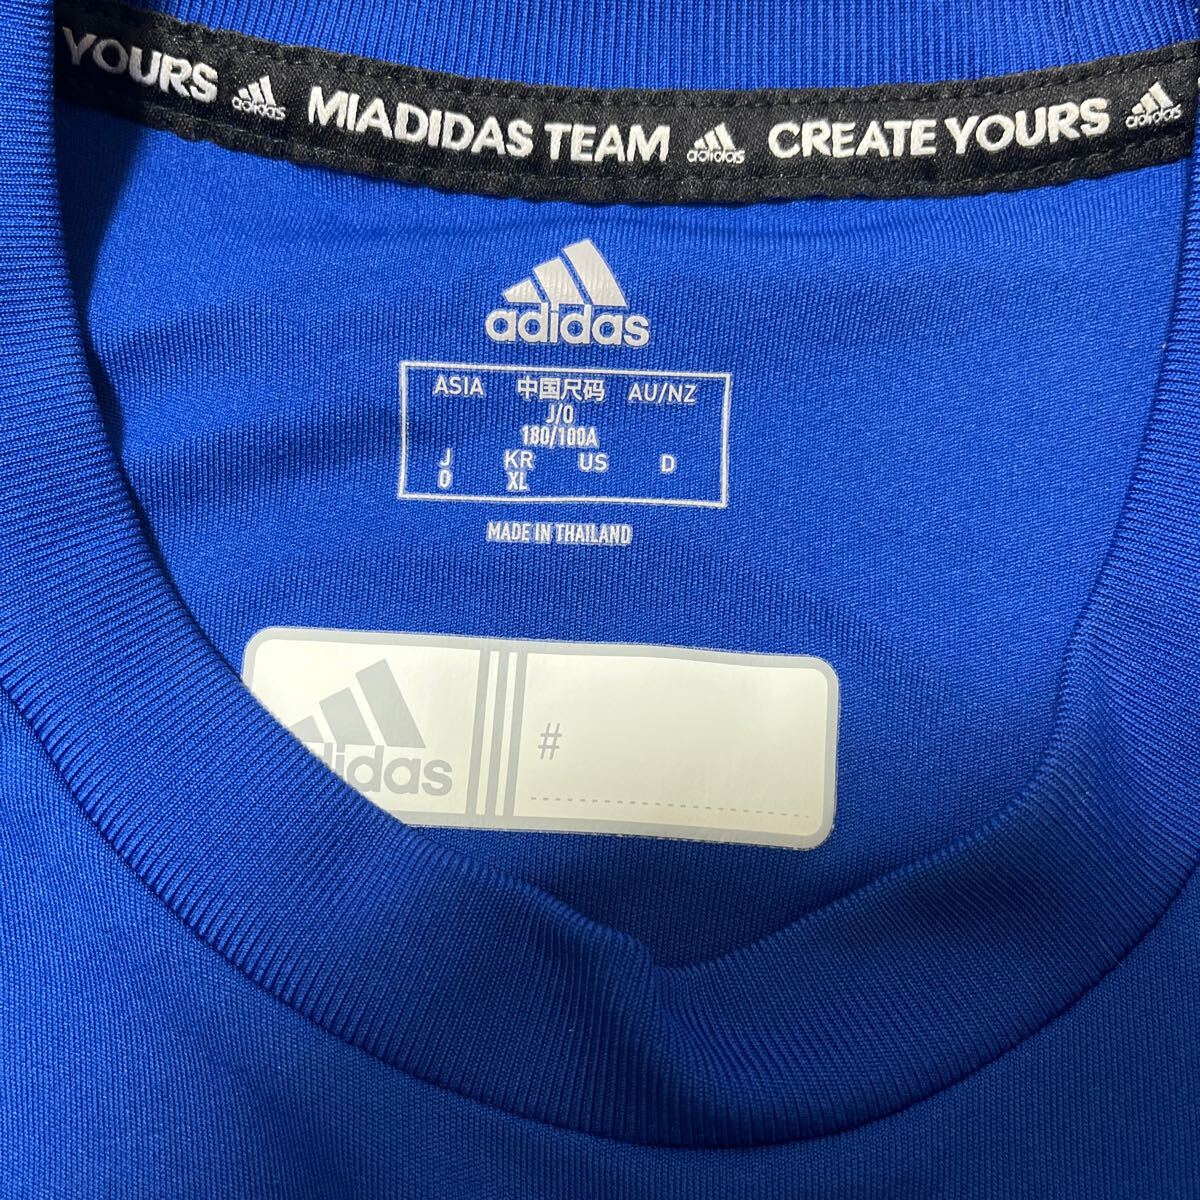 YOURS adidas MIADIDAS TEAM adidas CREATE YOURS adidas
adidas
ASIA 中国尺码 AU/NZ
J/O
180/100A
J KR US D
O XL
MADE IN THAILAND
#
adidas